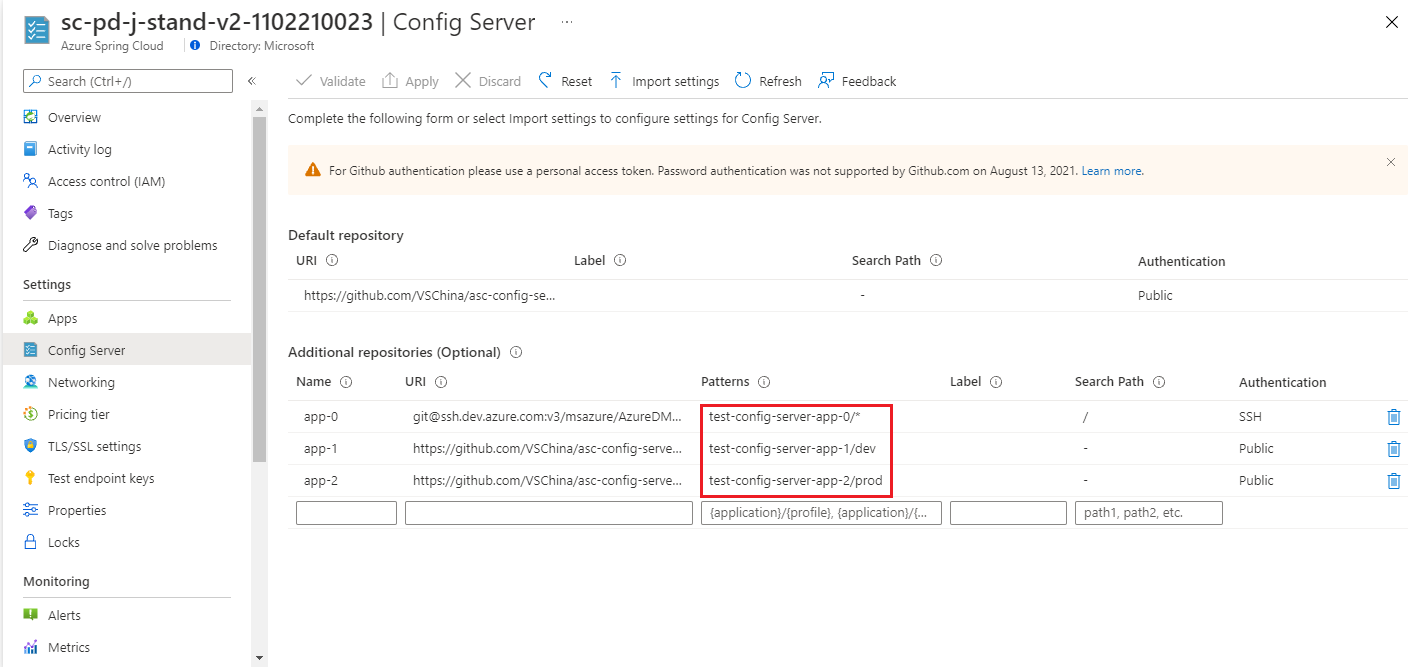 sc-pd-j-stand-v2-1102210023 | Config Server ...
Azure Spring Cloud Directory: Microsoft
Search (Ctrl+/) «
Overview
Activity log
Access control (IAM)
Tags
Diagnose and solve problems
Settings
Apps
Config Server
Networking
Pricing tier
TLS/SSL settings
Test endpoint keys
Properties
Locks
Monitoring
Alerts
Metrics
Validate Apply Discard Reset Import settings Refresh Feedback
Complete the following form or select Import settings to configure settings for Config Server.
For Github authentication please use a personal access token. Password authentication was not supported by Github.com on August 13, 2021. Learn more.
Default repository
URI Label Search Path Authentication
https://github.com/VSChina/asc-config-se... - Public
Additional repositories (Optional)
Name URI Patterns Label Search Path Authentication
app-0 git@ssh.dev.azure.com:v3/msazure/AzureDM... test-config-server-app-0/* / SSH
app-1 https://github.com/VSChina/asc-config-serve... test-config-server-app-1/dev - Public
app-2 https://github.com/VSChina/asc-config-serve... test-config-server-app-2/prod - Public
{application}/{profile}, {application}/{... path1, path2, etc.